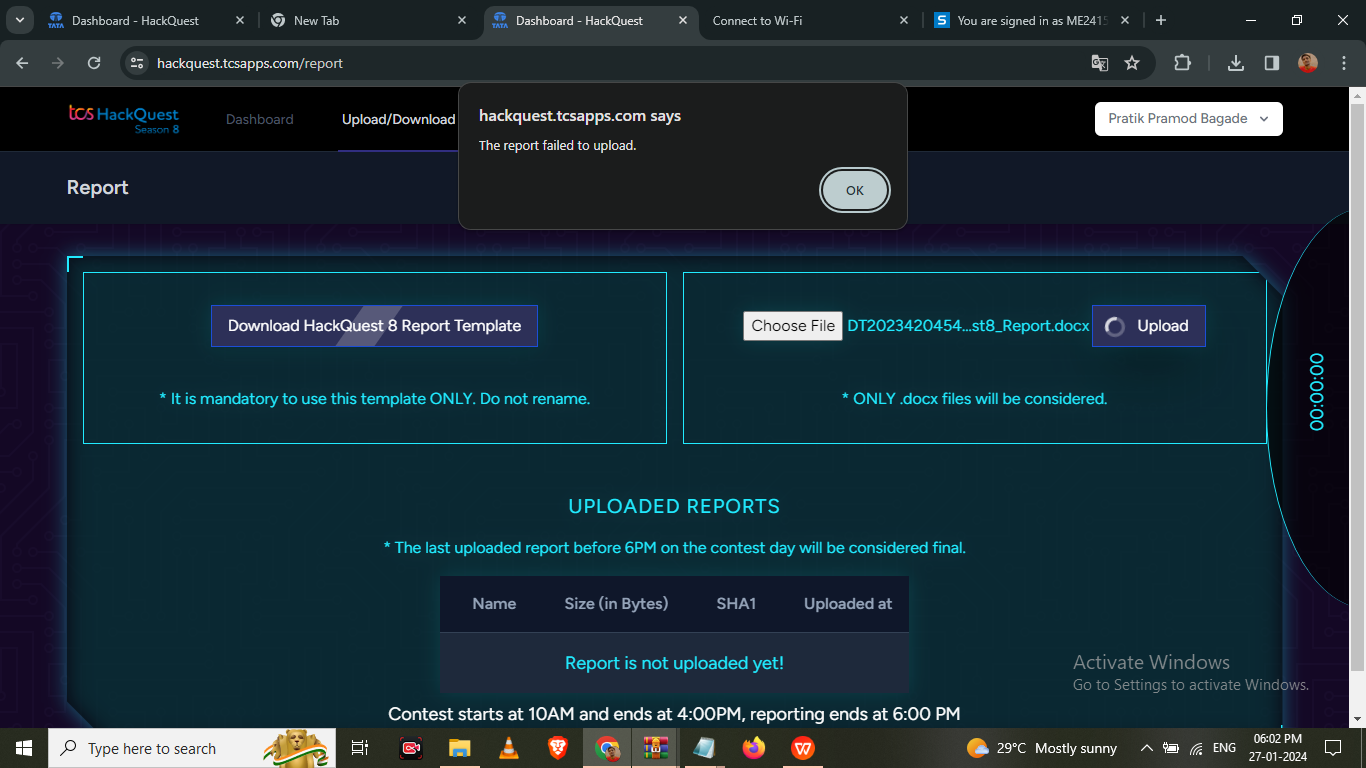 Dashboard - HackQuest
New Tab
Dashboard - HackQuest
Connect to Wi-Fi
You are signed in as ME2415
hackquest.tcsapps.com/report
tcs HackQuest
Season 8
Dashboard
Upload/Download
Pratik Pramod Bagade
hackquest.tcsapps.com says
The report failed to upload.
OK
Report
Download HackQuest 8 Report Template
* It is mandatory to use this template ONLY. Do not rename.
Choose File DT2023420454...st8_Report.docx Upload
* ONLY .docx files will be considered.
00:00:00
UPLOADED REPORTS
* The last uploaded report before 6PM on the contest day will be considered final.
Name Size (in Bytes) SHA1 Uploaded at
Report is not uploaded yet!
Contest starts at 10AM and ends at 4:00PM, reporting ends at 6:00 PM
Activate Windows
Go to Settings to activate Windows.
Type here to search
29°C Mostly sunny
ENG
06:02 PM
27-01-2024